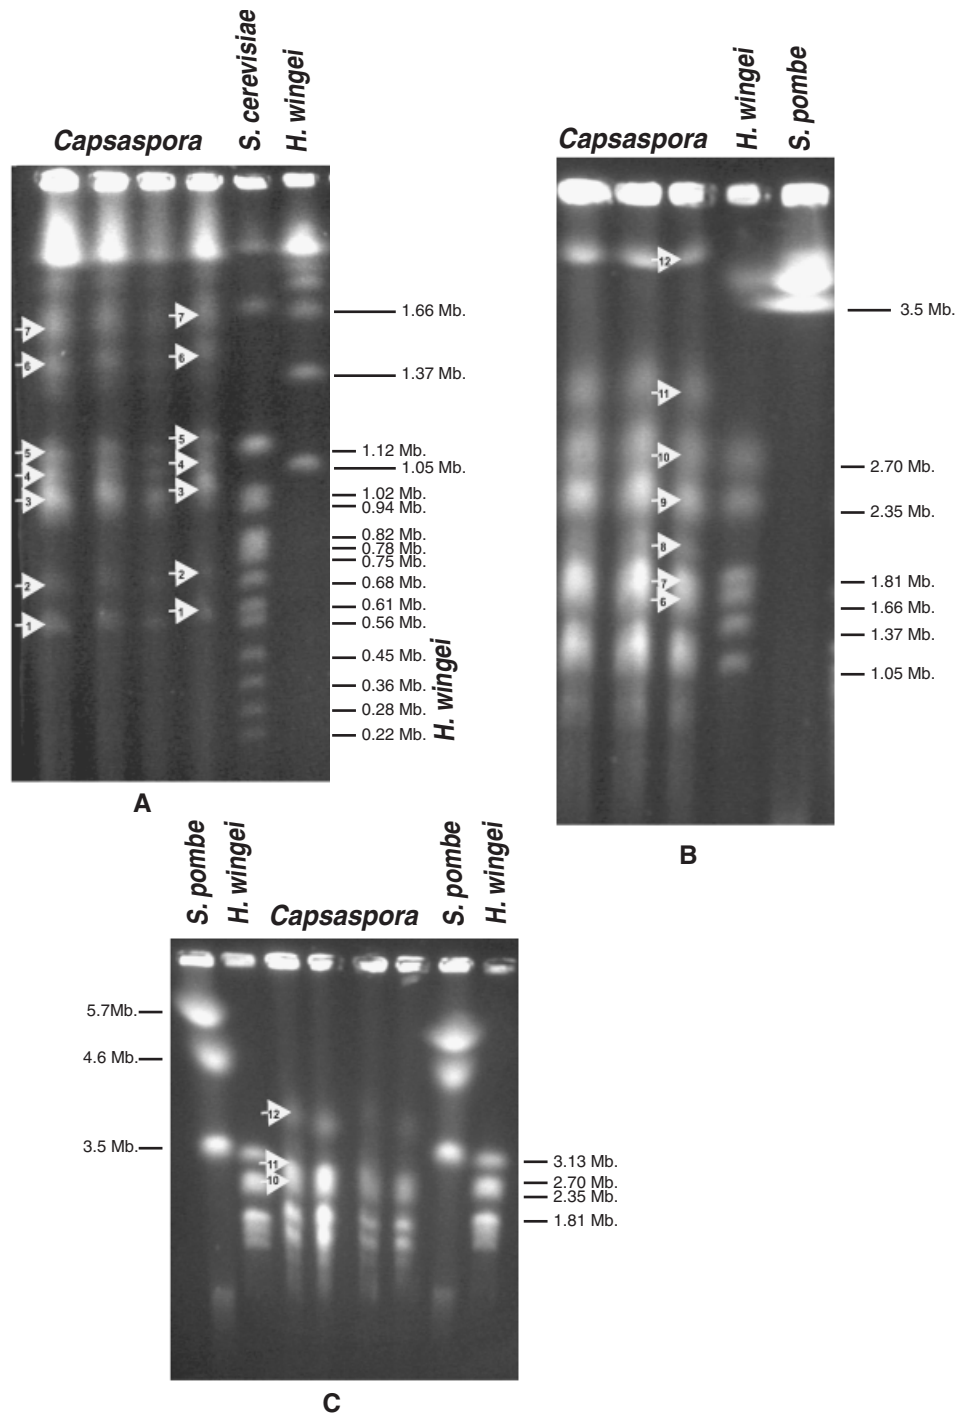 Capsaspora
S. cerevisiae
H. wingei
7
6
5
4
3
2
1
7
6
5
4
3
2
1
1.66 Mb.
1.37 Mb.
1.12 Mb.
1.05 Mb.
1.02 Mb.
0.94 Mb.
0.82 Mb.
0.78 Mb.
0.75 Mb.
0.68 Mb.
0.61 Mb.
0.56 Mb.
0.45 Mb.
0.36 Mb.
0.28 Mb.
0.22 Mb.
H. wingei
A
Capsaspora
H. wingei
S. pombe
12
11
10
9
8
7
6
3.5 Mb.
2.70 Mb.
2.35 Mb.
1.81 Mb.
1.66 Mb.
1.37 Mb.
1.05 Mb.
B
S. pombe
H. wingei
Capsaspora
S. pombe
H. wingei
5.7Mb.
4.6 Mb.
3.5 Mb.
12
11
10
3.13 Mb.
2.70 Mb.
2.35 Mb.
1.81 Mb.
C